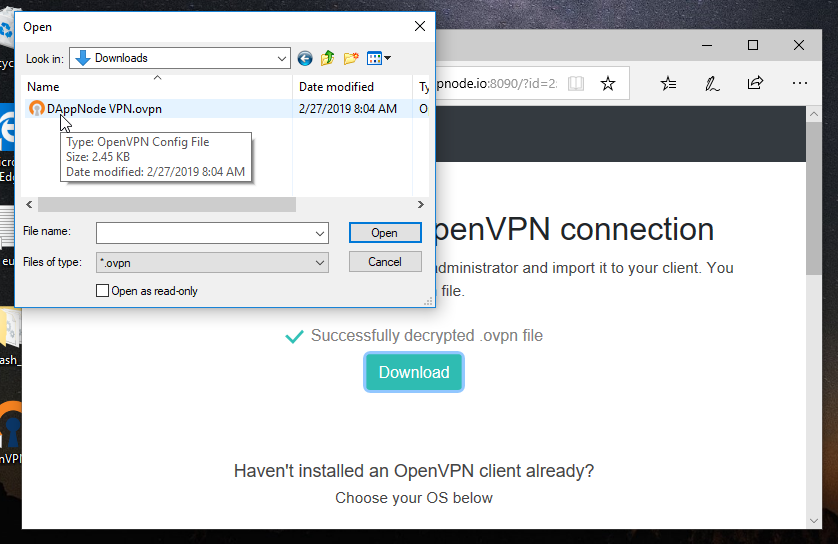 Open
Look in:
Downloads
Name
Date modified
Ty
DAppNode VPN.ovpn
2/27/2019 8:04 AM
O
Type: OpenVPN Config File
Size: 2.45 KB
Date modified: 2/27/2019 8:04 AM
File name:
Open
Files of type:
*.ovpn
Cancel
Open as read-only
pnode.io:8090/?id=2
penVPN connection
dministrator and import it to your client. You
file.
Successfully decrypted .ovpn file
Download
Haven't installed an OpenVPN client already?
Choose your OS below
cyc
icro
Ed
eu
ash_
nVP